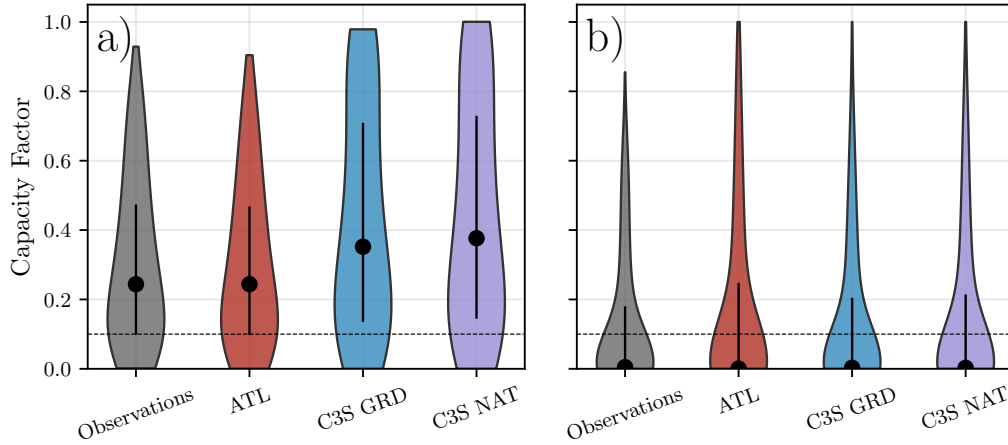 a)
b)
1.0
0.8
0.6
0.4
0.2
0.0
Capacity Factor
Observations
ATL
C3S GRD
C3S NAT
Observations
ATL
C3S GRD
C3S NAT